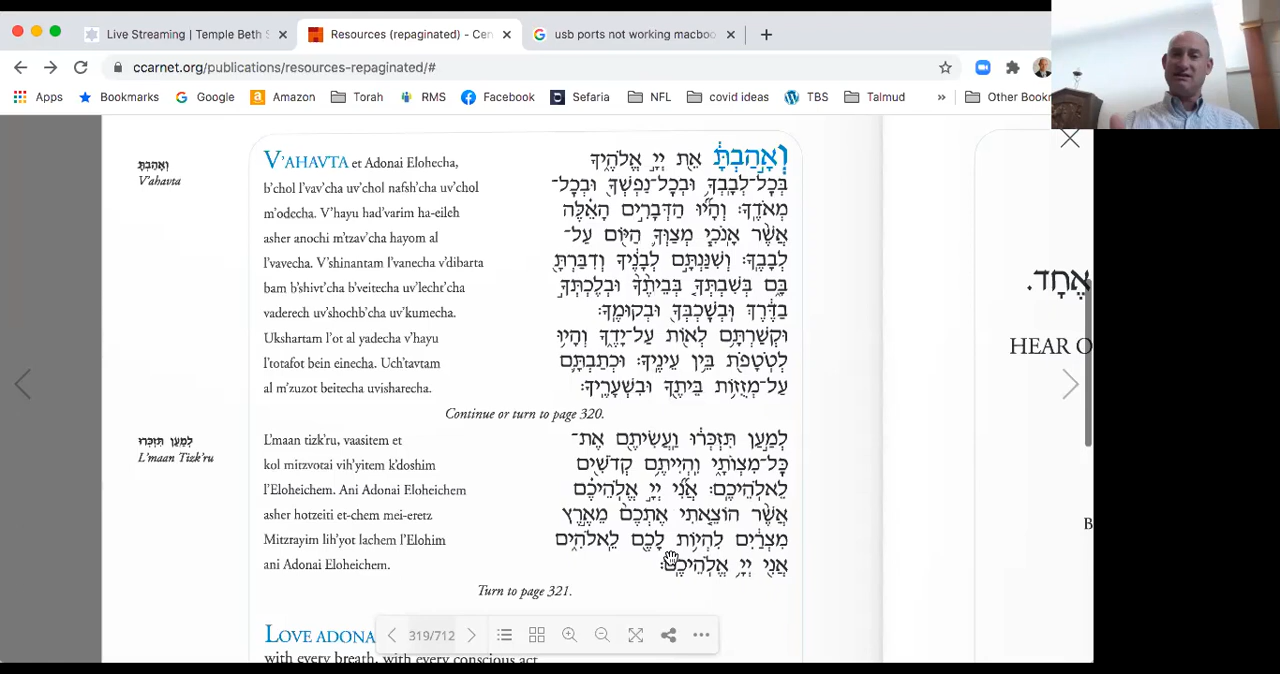 Live Streaming | Temple Beth S
Resources (repaginated) - Cen
usb ports not working macboo
ccarnet.org/publications/resources-repaginated/#
Apps
Bookmarks
Google
Amazon
Torah
RMS
Facebook
Sefaria
NFL
covid ideas
TBS
Talmud
»
Other Bookm
וְאָהַבְתָּ
V'ahavta
V'AHAVTA et Adonai Elohecha,
b'chol l'vav'cha uv'chol nafsh'cha uv'chol
m'odecha. V'hayu had'varim ha-eileh
asher anochi m'tzav'cha hayom al
l'vavecha. V'shinantam l'vanecha v'dibarta
bam b'shivt'cha b'veitecha uv'lecht'cha
vaderech uv'shochb'cha uv'kumecha.
Ukshartam l'ot al yadecha v'hayu
l'totafot bein einecha. Uch'tavtam
al m'zuzot beitecha uvisharecha.
וְאָ֣הַבְתָּ֔ אֵ֖ת יְיָ֣ אֱלֹהֶ֑יךָ
בְּכׇל־לְבָבְךָ֥ וּבְכׇל־נַפְשְׁךָ֖ וּבְכׇל־
מְאֹדֶֽךָ׃ וְהָי֞וּ הַדְּבָרִ֣ים הָאֵ֗לֶּה
אֲשֶׁ֨ר אָֽנֹכִ֧י מְצַוְּךָ֛ הַיּ֖וֹם עַל־
לְבָבֶֽךָ׃ וְשִׁנַּנְתָּ֣ם לְבָנֶ֔יךָ וְדִבַּרְתָּ֖
בָּ֑ם בְּשִׁבְתְּךָ֤ בְּבֵיתֶ֙ךָ֙ וּבְלֶכְתְּךָ֣
בַדֶּ֔רֶךְ וּֽבְשׇׁכְבְּךָ֖ וּבְקוּמֶֽךָ׃
וּקְשַׁרְתָּ֥ם לְא֖וֹת עַל־יָדֶ֑ךָ וְהָי֥וּ
לְטֹטָפֹ֖ת בֵּ֥ין עֵינֶֽיךָ׃ וּכְתַבְתָּ֛ם
עַל־מְזֻז֥וֹת בֵּיתֶ֖ךָ וּבִשְׁעָרֶֽיךָ׃
Continue or turn to page 320.
לְמַֽעַן תִּזְכְּרוּ
L'maan Tizk'ru
L'maan tizk'ru, vaasitem et
kol mitzvotai vih'yitem k'doshim
l'Eloheichem. Ani Adonai Eloheichem
asher hotzeiti et-chem mei-eretz
Mitzrayim lih'yot lachem l'Elohim
ani Adonai Eloheichem.
לְמַ֣עַן תִּזְכְּר֔וּ וַעֲשִׂיתֶ֖ם אֶת־
כׇּל־מִצְוֺתָ֑י וִהְיִיתֶ֥ם קְדֹשִׁ֖ים
לֵאלֹֽהֵיכֶֽם׃ אֲנִ֞י יְיָ֣ אֱלֹֽהֵיכֶ֗ם
אֲשֶׁ֨ר הוֹצֵ֤אתִי אֶתְכֶם֙ מֵאֶ֣רֶץ
מִצְרַ֔יִם לִהְי֥וֹת לָכֶ֖ם לֵאלֹהִ֑ים
אֲנִ֖י יְיָ֥ אֱלֹהֵיכֶֽם׃
Turn to page 321.
LOVE ADONA
with every breath, with every conscious act
319/712
אֶחָד.
HEAR O
B